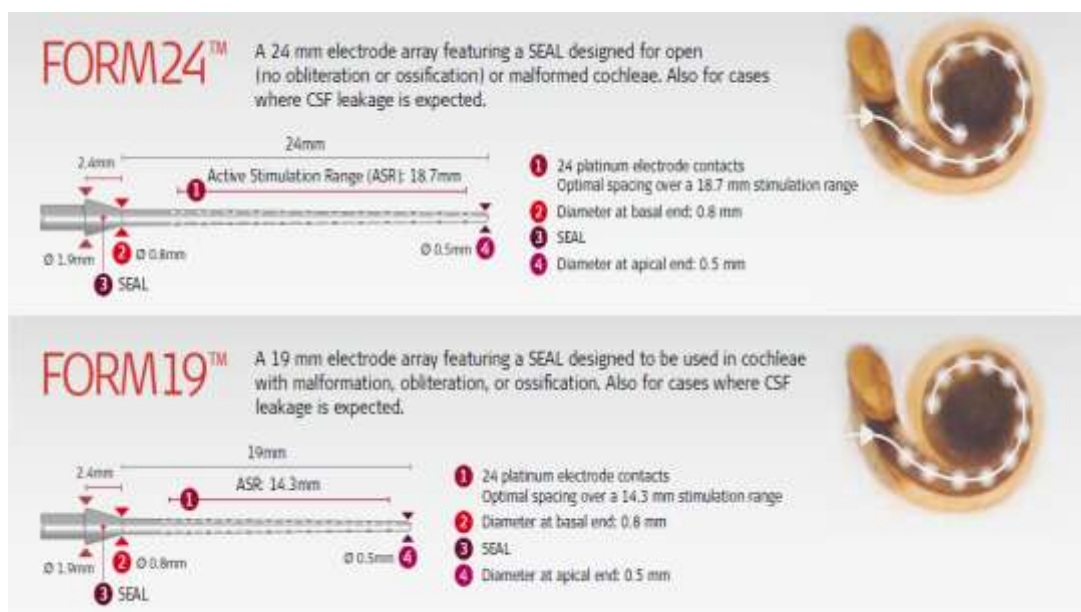 FORM24™
A 24 mm electrode array featuring a SEAL designed for open
(no obliteration or ossification) or malformed cochleae. Also for cases
where CSF leakage is expected.
24mm
2.4mm
Active Stimulation Range (ASR): 18.7mm
1
Ø 1.9mm
2 Ø 0.8mm
Ø 0.5mm 4
3 SEAL
1 24 platinum electrode contacts
Optimal spacing over a 18.7 mm stimulation range
2 Diameter at basal end: 0.8 mm
3 SEAL
4 Diameter at apical end: 0.5 mm
FORM19™
A 19 mm electrode array featuring a SEAL designed to be used in cochleae
with malformation, obliteration, or ossification. Also for cases where CSF
leakage is expected.
19mm
2.4mm
ASR: 14.3mm
1
Ø 1.9mm
2 Ø 0.8mm
Ø 0.5mm 4
3 SEAL
1 24 platinum electrode contacts
Optimal spacing over a 14.3 mm stimulation range
2 Diameter at basal end: 0.8 mm
3 SEAL
4 Diameter at apical end: 0.5 mm